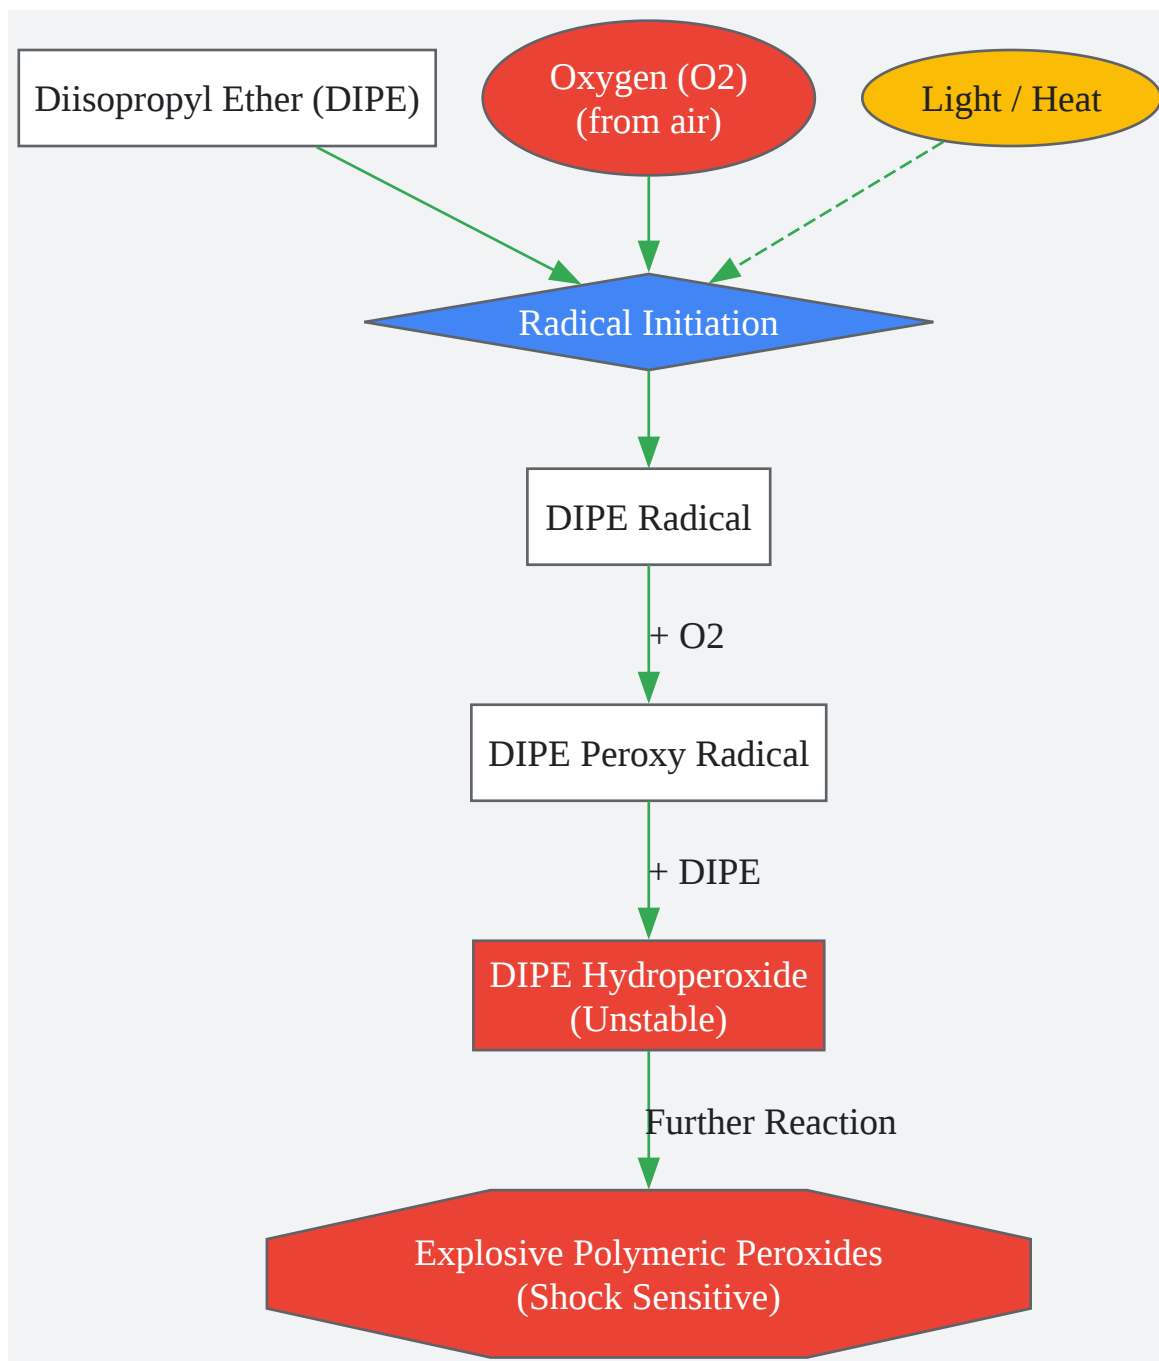 Diisopropyl Ether (DIPE)
Oxygen (O2)
(from air)
Light / Heat
Radical Initiation
DIPE Radical
+ O2
DIPE Peroxy Radical
+ DIPE
DIPE Hydroperoxide
(Unstable)
Further Reaction
Explosive Polymeric Peroxides
(Shock Sensitive)